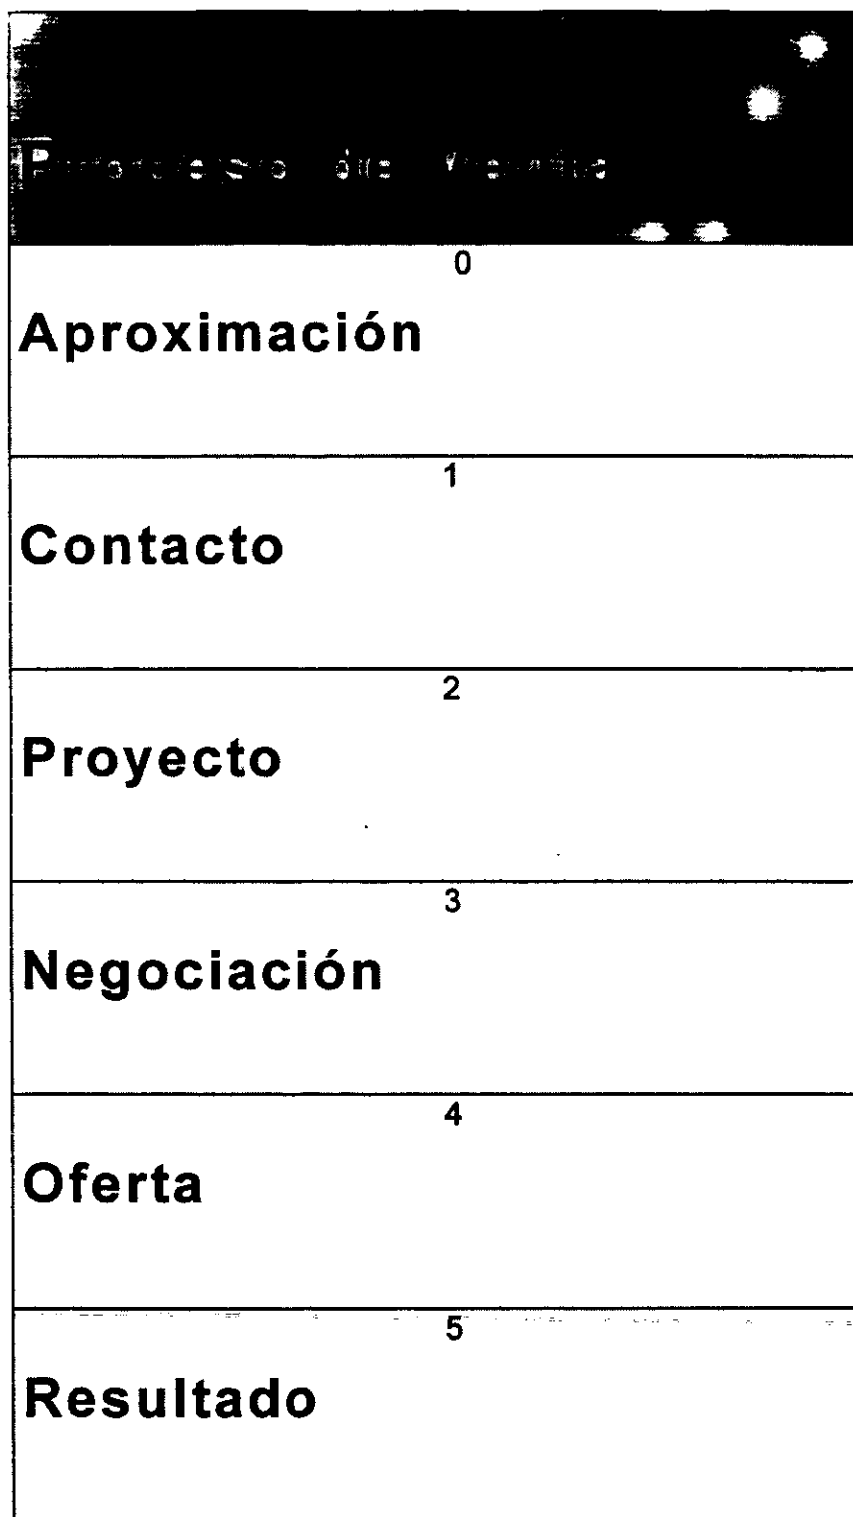 0
Aproximación
1
Contacto
2
Proyecto
3
Negociación
4
Oferta
5
Resultado